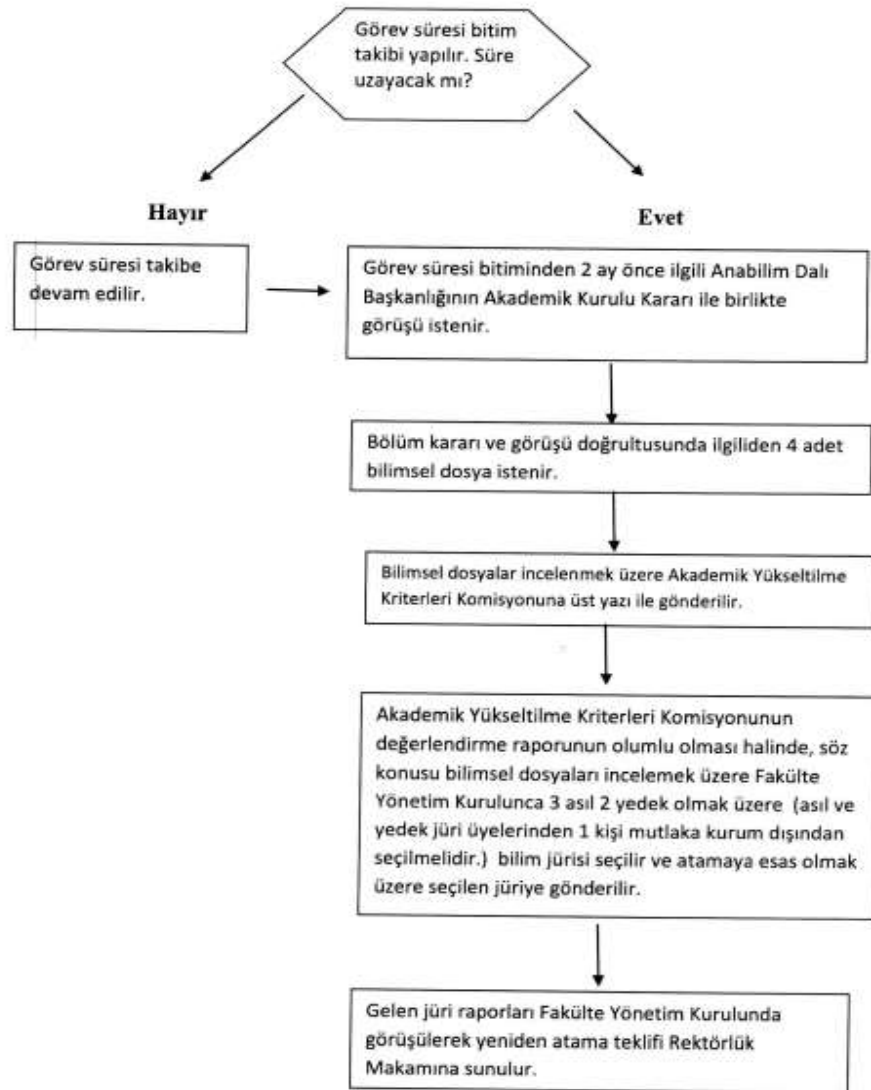 Görev süresi bitim
takibi yapılır. Süre
uzayacak mı?
Hayır
Evet
Görev süresi takibe
devam edilir.
Görev süresi bitiminden 2 ay önce ilgili Anabilim Dalı
Başkanlığının Akademik Kurulu Kararı ile birlikte
görüşü istenir.
Bölüm kararı ve görüşü doğrultusunda ilgiliden 4 adet
bilimsel dosya istenir.
Bilimsel dosyalar incelenmek üzere Akademik Yükseltilme
Kriterleri Komisyonuna üst yazı ile gönderilir.
Akademik Yükseltilme Kriterleri Komisyonunun
değerlendirme raporunun olumlu olması halinde, söz
konusu bilimsel dosyaları incelemek üzere Fakülte
Yönetim Kurulunca 3 asıl 2 yedek olmak üzere (asıl ve
yedek jüri üyelerinden 1 kişi mutlaka kurum dışından
seçilmelidir.) bilim jürisi seçilir ve atamaya esas olmak
üzere seçilen jüriye gönderilir.
Gelen jüri raporları Fakülte Yönetim Kurulunda
görüşülerek yeniden atama teklifi Rektörlük
Makamına sunulur.